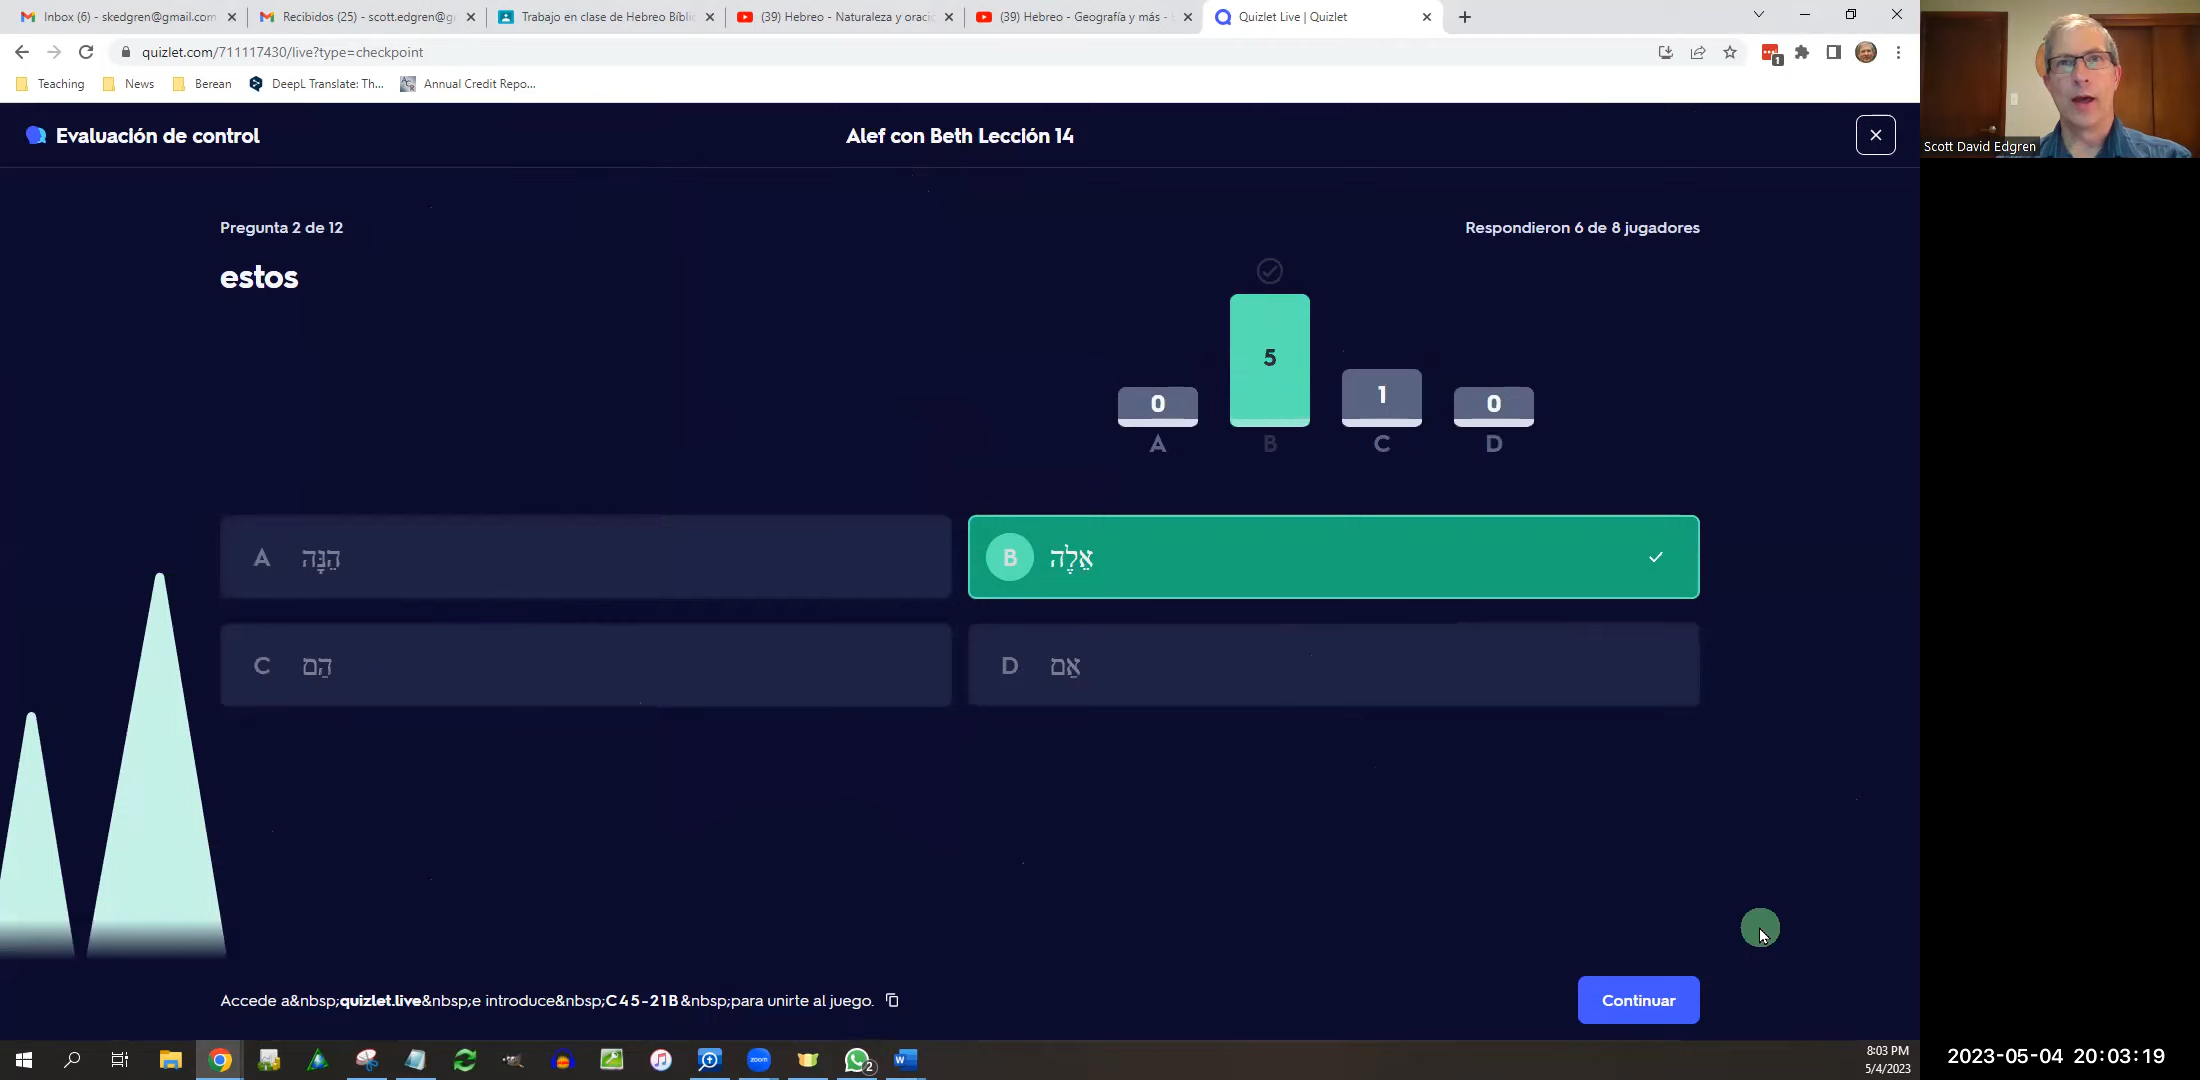 Inbox (6) - skedgren@gmail.com
Recibidos (25) - scott.edgren@g
Trabajo en clase de Hebreo Bíbli
(39) Hebreo - Naturaleza y oraci
(39) Hebreo - Geografía y más -
Quizlet Live | Quizlet
quizlet.com/711117430/live?type=checkpoint
1
Teaching
News
Berean
DeepL Translate: Th...
Annual Credit Repo...
Scott David Edgren
Evaluación de control
Alef con Beth Lección 14
Pregunta 2 de 12
Respondieron 6 de 8 jugadores
estos
0
5
1
0
A
B
C
D
A הֵנָּה
B אֵלֶּה
C הֵם
D אֵם
Accede a&nbsp;quizlet.live&nbsp;e introduce&nbsp;C45-21B&nbsp;para unirte al juego.
Continuar
zoom
2
W
8:03 PM
5/4/2023
2023-05-04 20:03:19